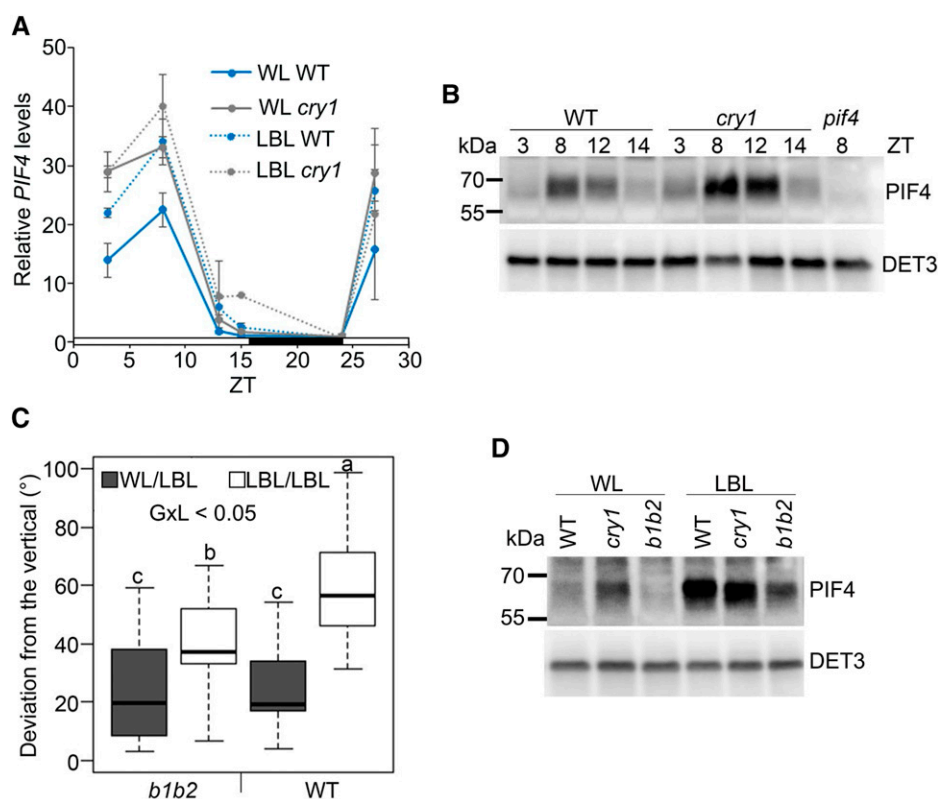 A
Relative PIF4 levels
50
40
30
20
10
0
0 5 10 15 20 25 30
ZT
WL WT
WL cry1
LBL WT
LBL cry1
B
WT cry1 pif4
kDa 3 8 12 14 3 8 12 14 8 ZT
70
55
PIF4
DET3
C
Deviation from the vertical (°)
100
80
60
40
20
0
WL/LBL LBL/LBL
GxL < 0.05
c b c a
b1b2 WT
D
WL LBL
kDa WT cry1 b1b2 WT cry1 b1b2
70
55
PIF4
DET3